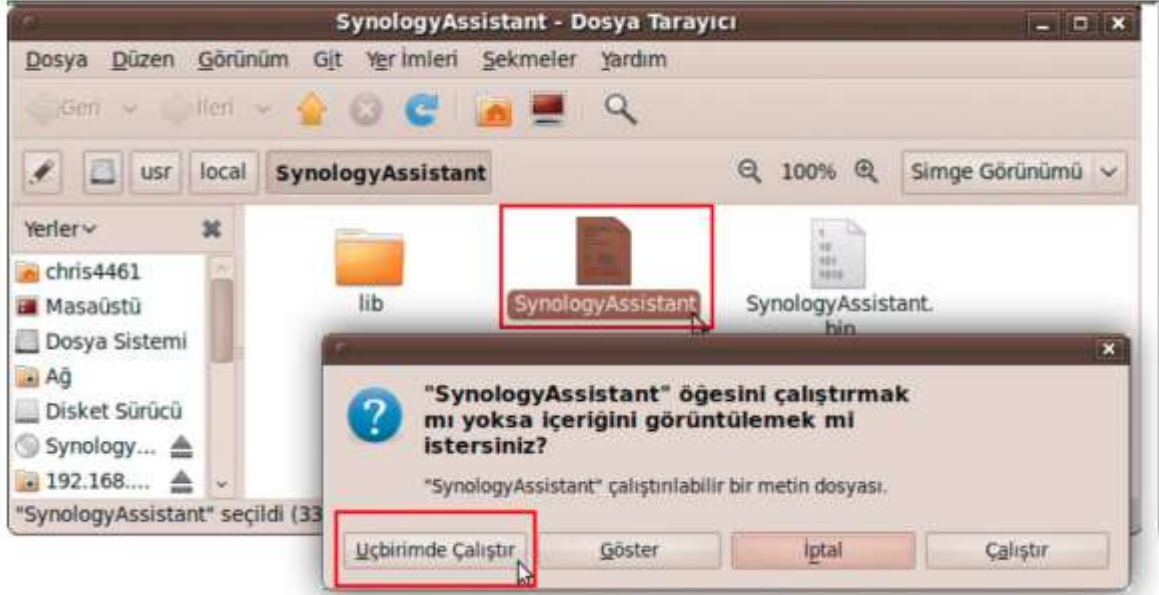 SynologyAssistant - Dosya Tarayıcı
Dosya Düzen Görünüm Git Yer İmleri Sekmeler Yardım
Geri İleri
usr local SynologyAssistant 100% Simge Görünümü
Yerler
chris4461
Masaüstü
Dosya Sistemi
Ağ
Disket Sürücü
Synology...
192.168....
lib
SynologyAssistant
SynologyAssistant.
bin
"SynologyAssistant" seçildi (33
"SynologyAssistant" öğesini çalıştırmak
mı yoksa içeriğini görüntülemek mi
istersiniz?
"SynologyAssistant" çalıştırılabilir bir metin dosyası.
Uçbirimde Çalıştır Göster İptal Çalıştır